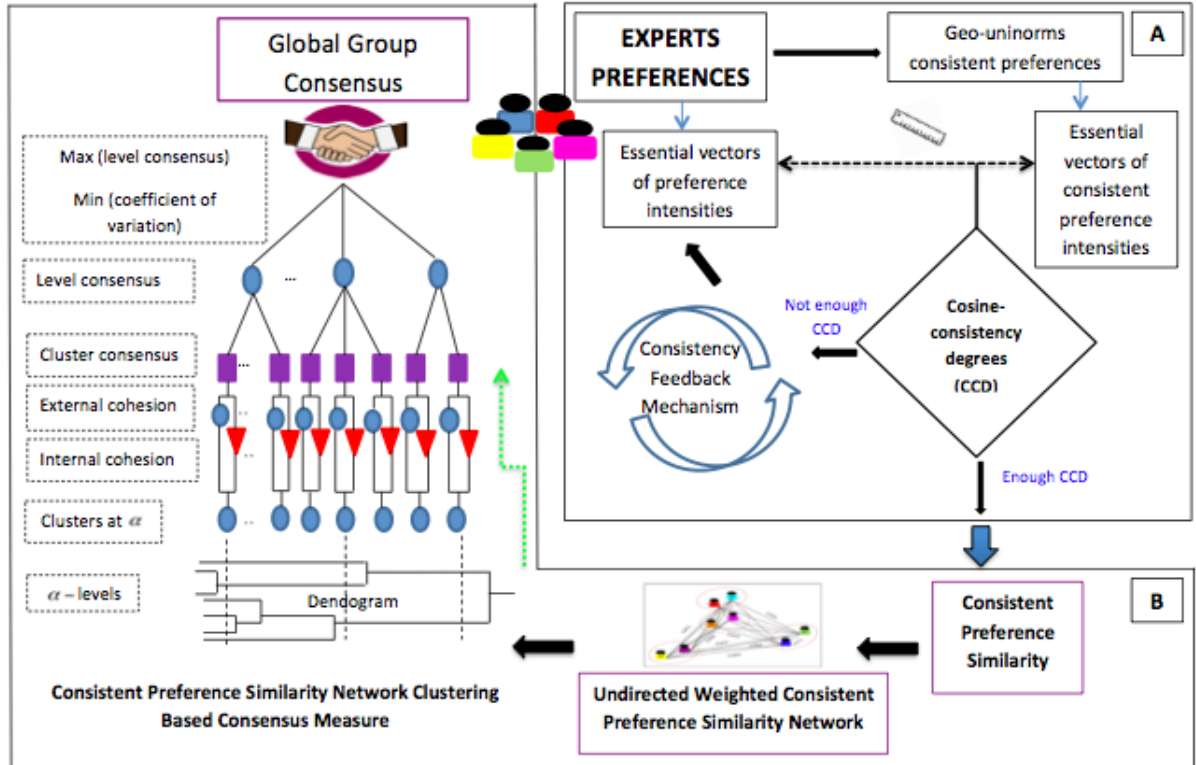 Global Group
Consensus
Max (level consensus)
Min (coefficient of
variation)
Level consensus
...
Cluster consensus
...
External cohesion
..
Internal cohesion
..
Clusters at α
..
α – levels
Dendogram
Consistent Preference Similarity Network Clustering
Based Consensus Measure
A
EXPERTS
PREFERENCES
Geo-uninorms
consistent preferences
Essential vectors
of preference
intensities
Essential
vectors of
consistent
preference
intensities
Not enough
CCD
Cosine-
consistency
degrees
(CCD)
Consistency
Feedback
Mechanism
Enough CCD
B
Consistent
Preference
Similarity
Undirected Weighted Consistent
Preference Similarity Network